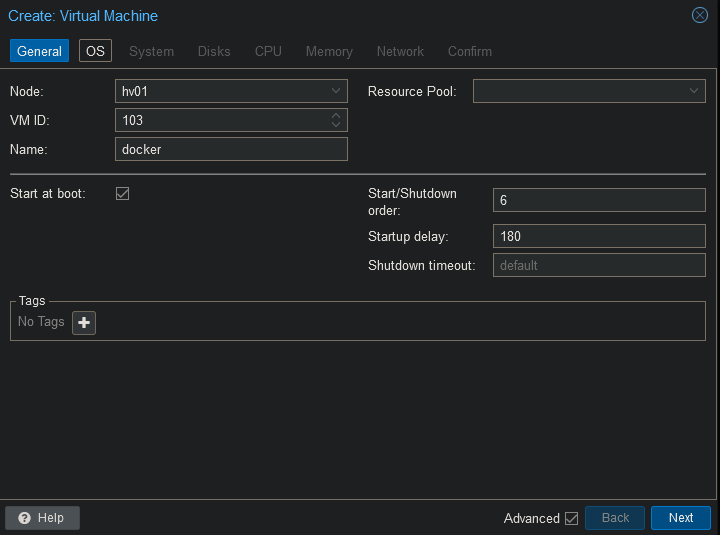 Create: Virtual Machine
General OS System Disks CPU Memory Network Confirm
Node: hv01 Resource Pool:
VM ID: 103
Name: docker
Start at boot: Start/Shutdown
order: 6
Startup delay: 180
Shutdown timeout: default
Tags
No Tags
Help Advanced Back Next